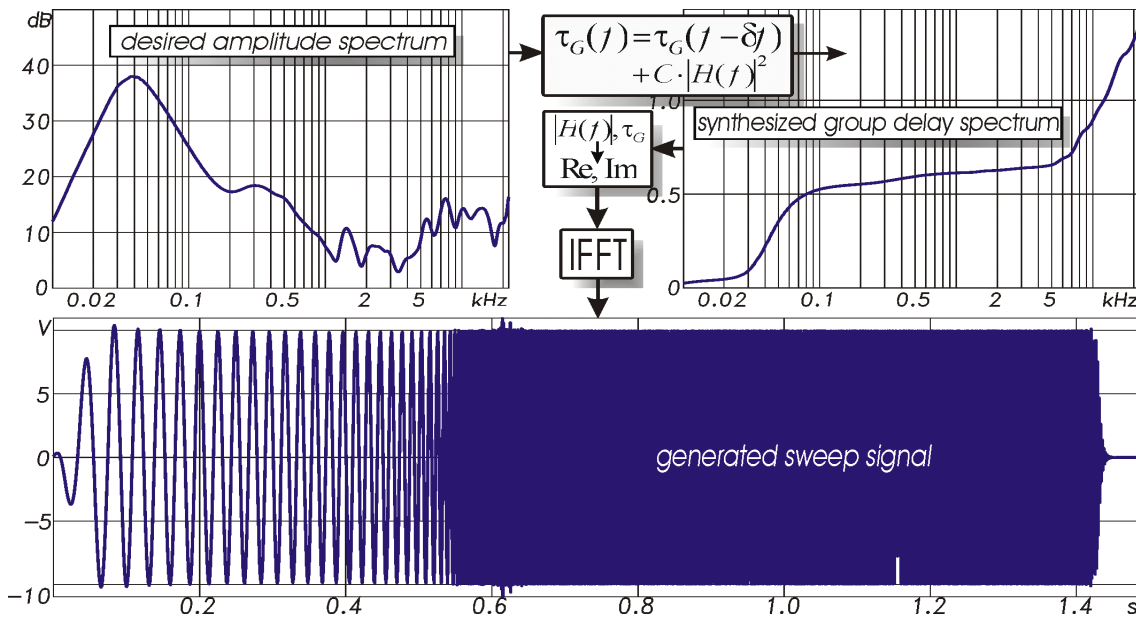 dB
desired amplitude spectrum
40
30
20
10
0
0.02 0.1 0.5 2 5 kHz
τG(f)=τG(f−δf)
+C·|H(f)|²
|H(f)|,τG
Re, Im
IFFT
synthesized group delay spectrum
1.0
0.5
0
0.02 0.1 0.5 2 5 kHz
V
5
0
−5
−10
generated sweep signal
0.2 0.4 0.6 0.8 1.0 1.2 1.4 s